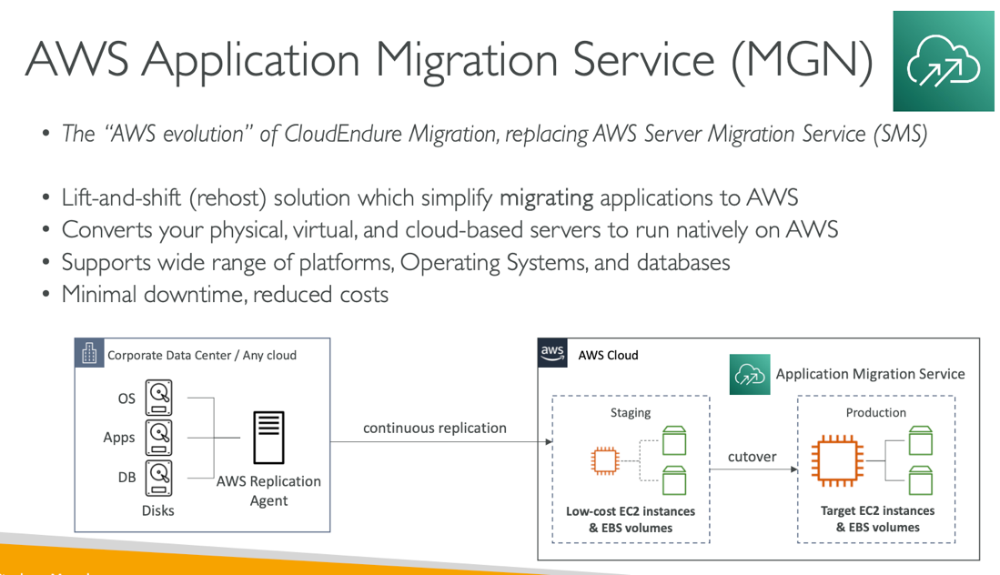 AWS Application Migration Service (MGN)
• The “AWS evolution” of CloudEndure Migration, replacing AWS Server Migration Service (SMS)
• Lift-and-shift (rehost) solution which simplify migrating applications to AWS
• Converts your physical, virtual, and cloud-based servers to run natively on AWS
• Supports wide range of platforms, Operating Systems, and databases
• Minimal downtime, reduced costs
Corporate Data Center / Any cloud
OS
Apps
DB
Disks
AWS Replication
Agent
continuous replication
aws
AWS Cloud
Application Migration Service
Staging
Low-cost EC2 instances
& EBS volumes
cutover
Production
Target EC2 instances
& EBS volumes